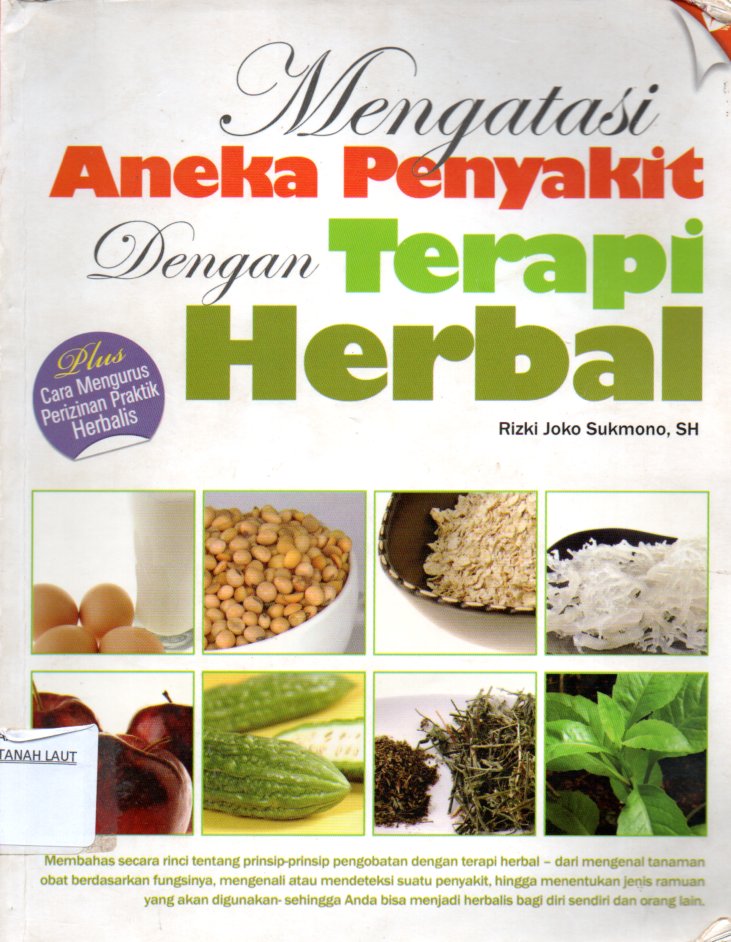 Mengatasi
Aneka Penyakit
Dengan Terapi
Herbal
Plus
Cara Mengurus
Perizinan Praktik
Herbalis
Rizki Joko Sukmono, SH
TANAH LAUT
Membahas secara rinci tentang prinsip-prinsip pengobatan dengan terapi herbal – dari mengenal tanaman
obat berdasarkan fungsinya, mengenali atau mendeteksi suatu penyakit, hingga menentukan jenis ramuan
yang akan digunakan- sehingga Anda bisa menjadi herbalis bagi diri sendiri dan orang lain.